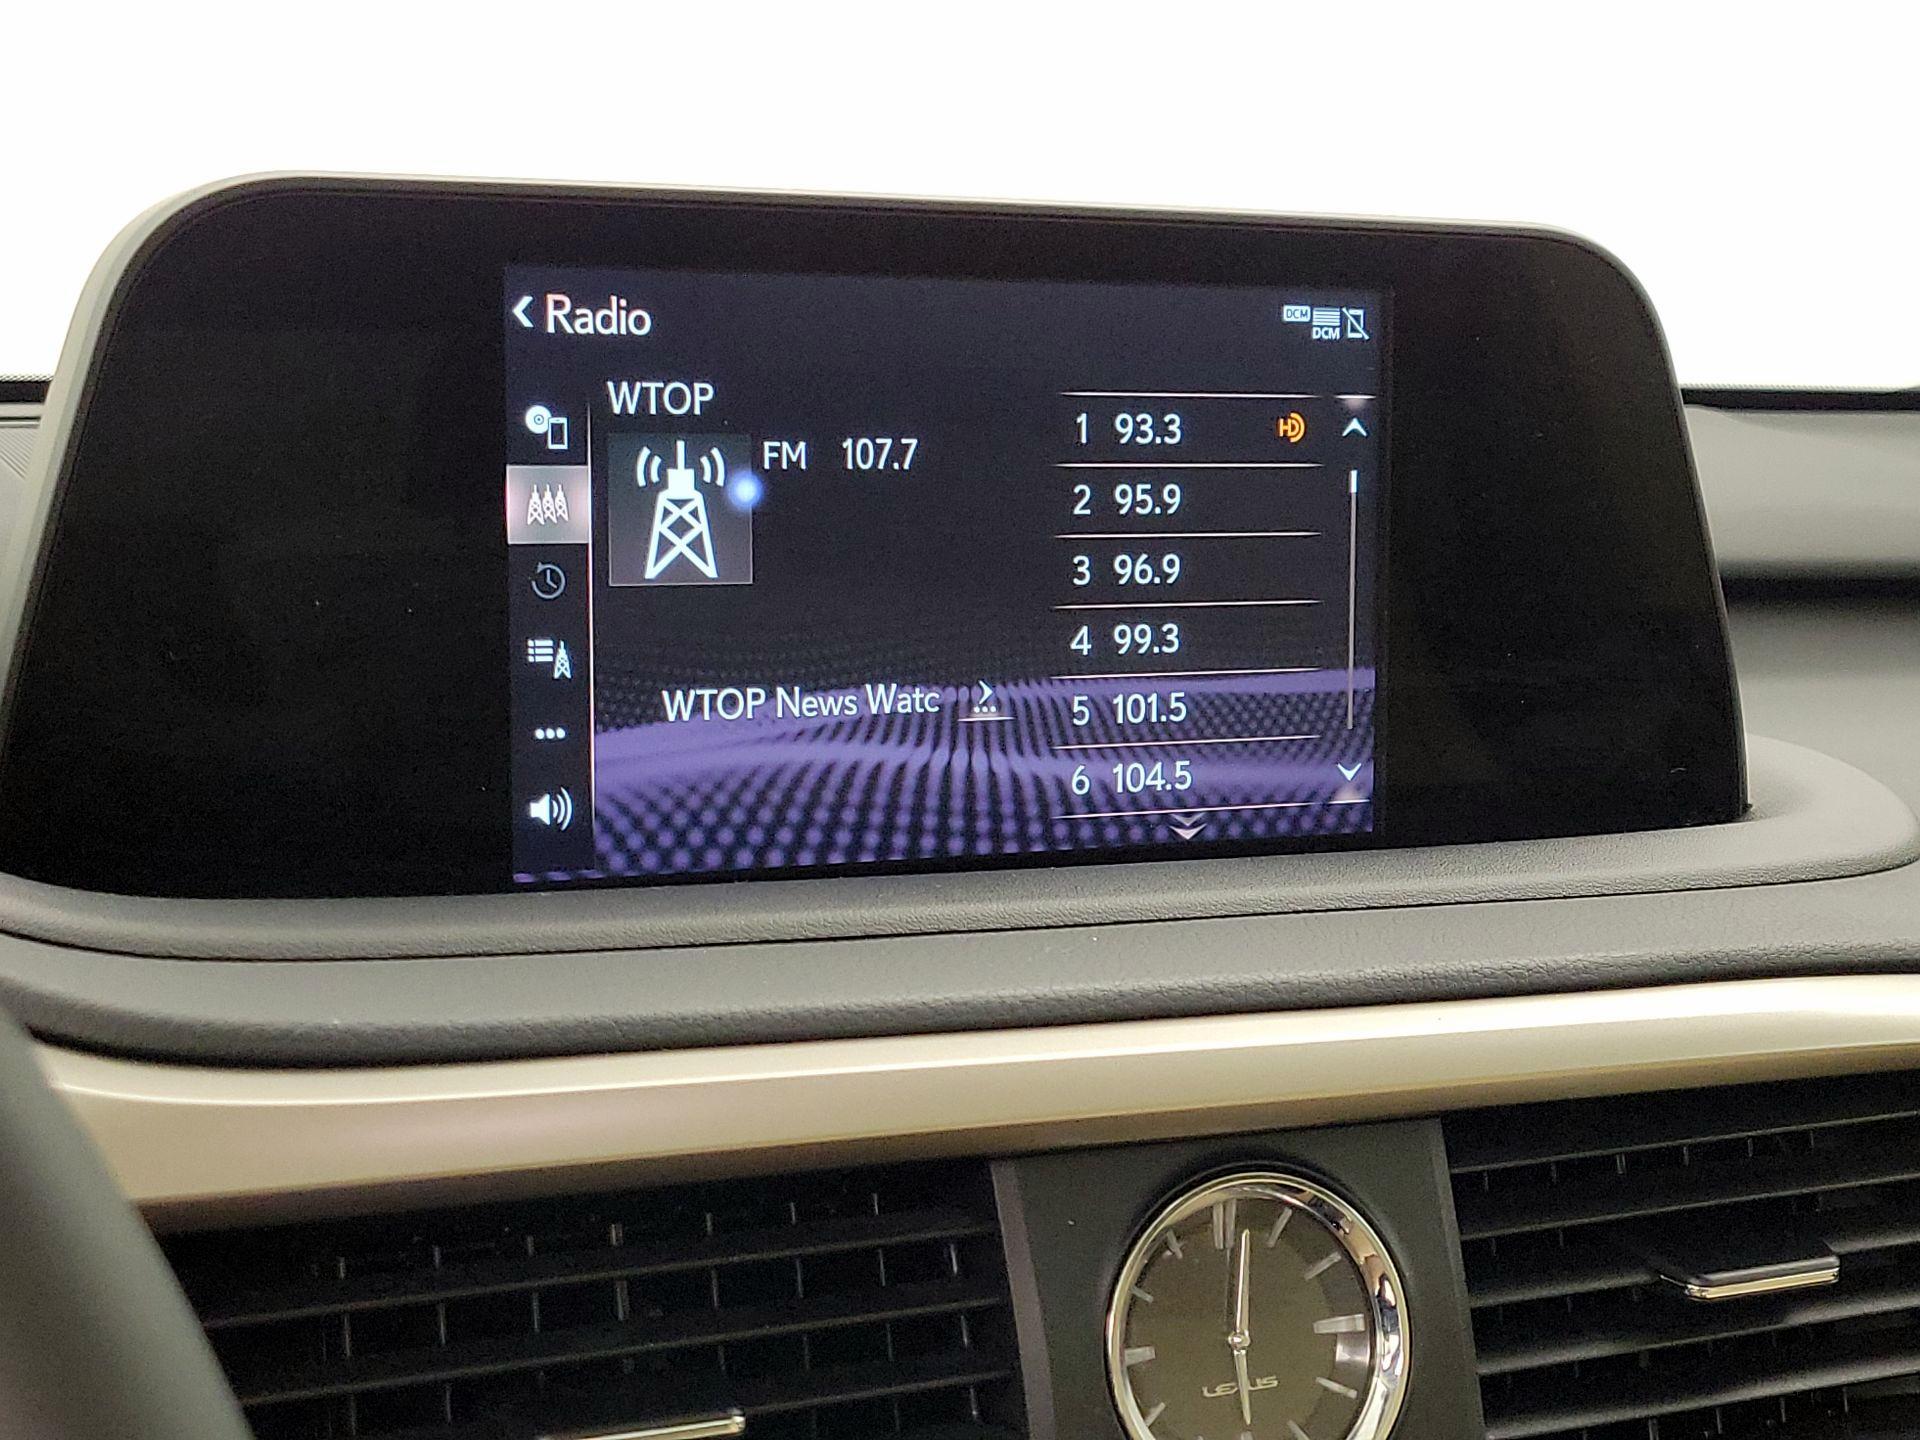 Radio
DCM
DCM
WTOP
FM 107.7
WTOP News Watc
1 93.3 HD
2 95.9
3 96.9
4 99.3
5 101.5
6 104.5
LEXUS